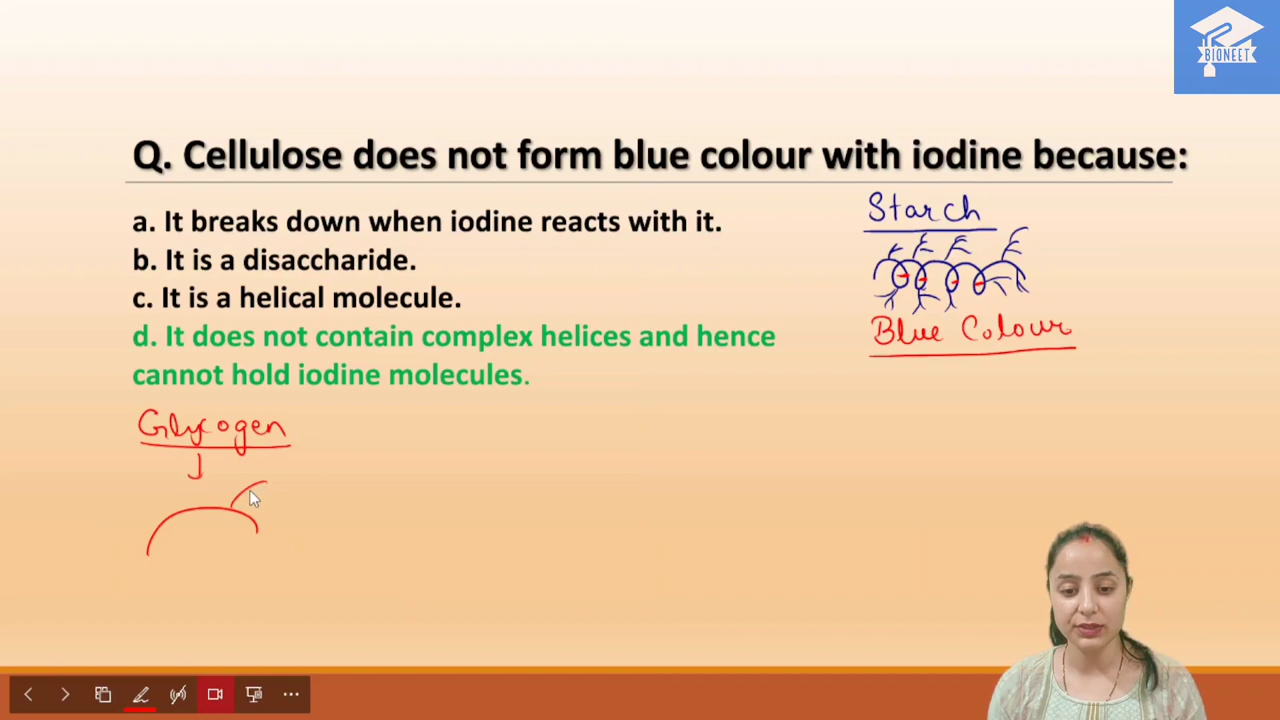 BIONEET
Q. Cellulose does not form blue colour with iodine because:
a. It breaks down when iodine reacts with it.
b. It is a disaccharide.
c. It is a helical molecule.
d. It does not contain complex helices and hence
cannot hold iodine molecules.
Starch
Blue Colour
Glycogen